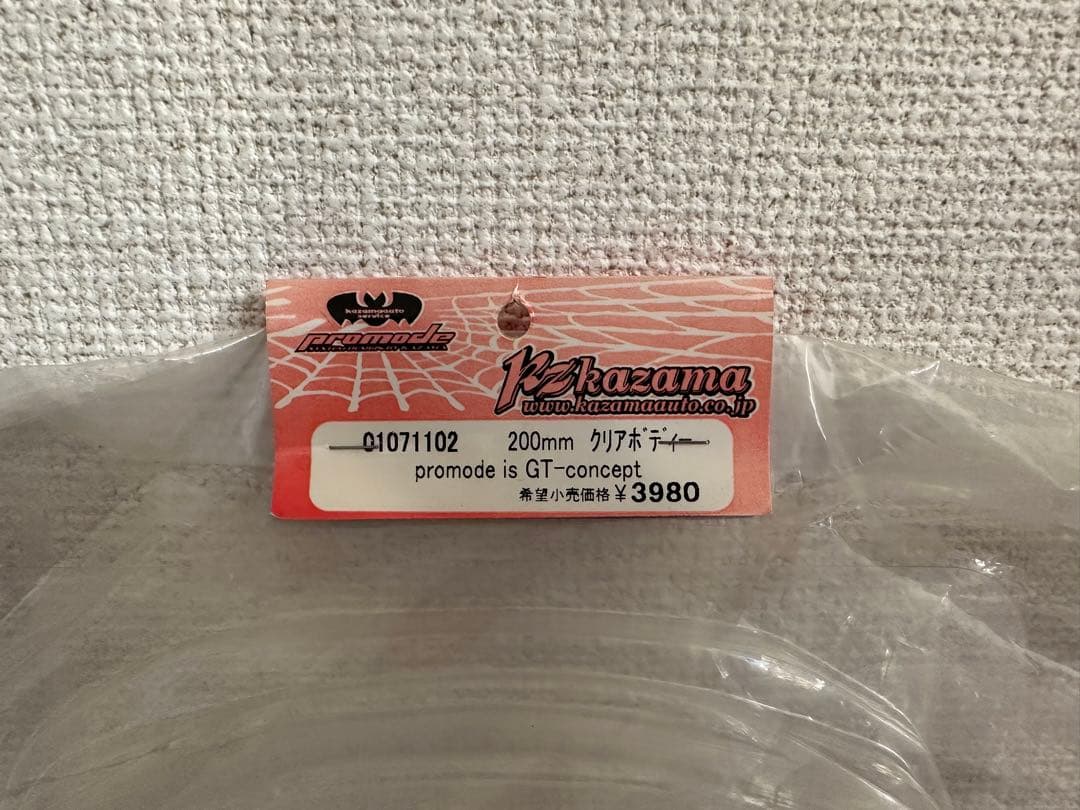 kazamaauto
service
promode
Rz kazama
www.kazamaauto.co.jp
01071102 200mm クリアボディー
promode is GT-concept
希望小売価格 ¥3980